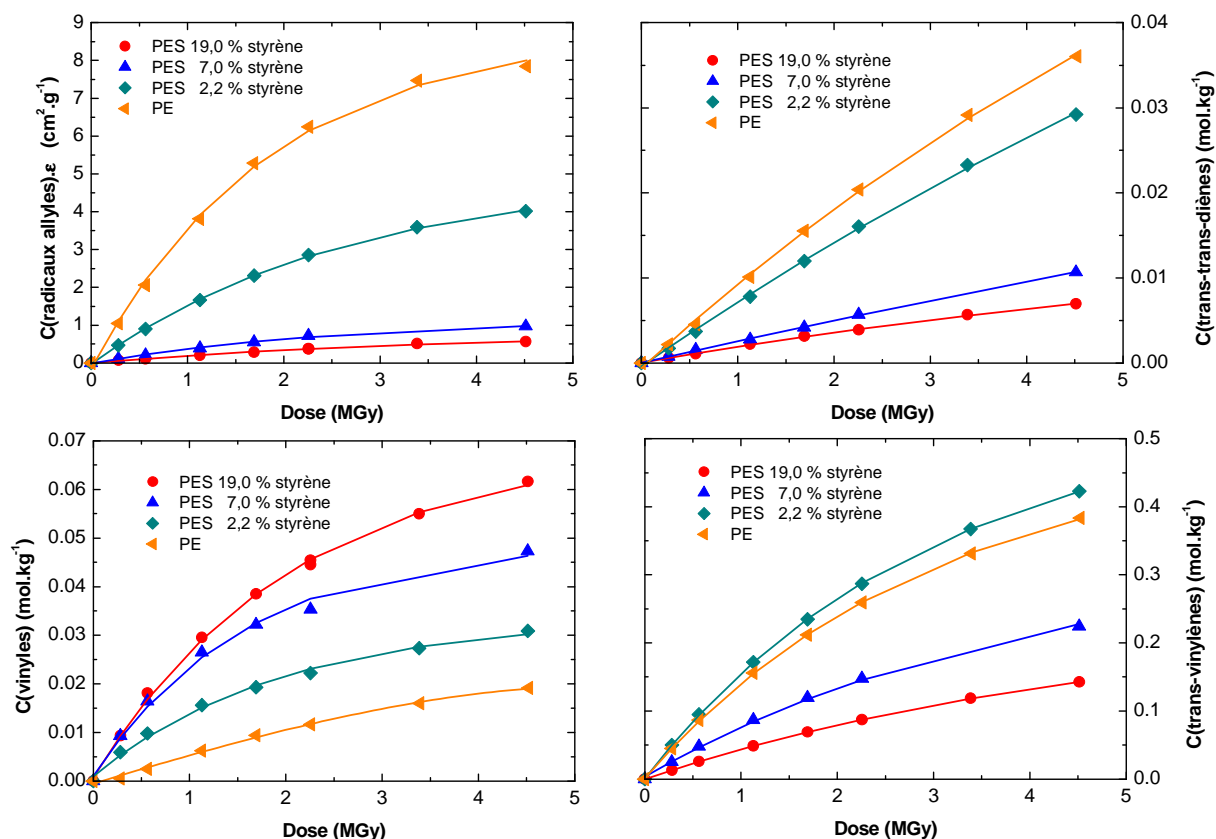 C(radicaux allyles).ε (cm².g⁻¹)
9
8
7
6
5
4
3
2
1
0
PES 19,0 % styrène
PES 7,0 % styrène
PES 2,2 % styrène
PE
0 1 2 3 4 5
Dose (MGy)
PES 19,0 % styrène
PES 7,0 % styrène
PES 2,2 % styrène
PE
0.04
0.03
0.02
0.01
0.00
C(trans-trans-diènes) (mol.kg⁻¹)
0 1 2 3 4 5
Dose (MGy)
C(vinyles) (mol.kg⁻¹)
0.07
0.06
0.05
0.04
0.03
0.02
0.01
0.00
PES 19,0 % styrène
PES 7,0 % styrène
PES 2,2 % styrène
PE
0 1 2 3 4 5
Dose (MGy)
PES 19,0 % styrène
PES 7,0 % styrène
PES 2,2 % styrène
PE
0.5
0.4
0.3
0.2
0.1
0.0
C(trans-vinylènes) (mol.kg⁻¹)
0 1 2 3 4 5
Dose (MGy)